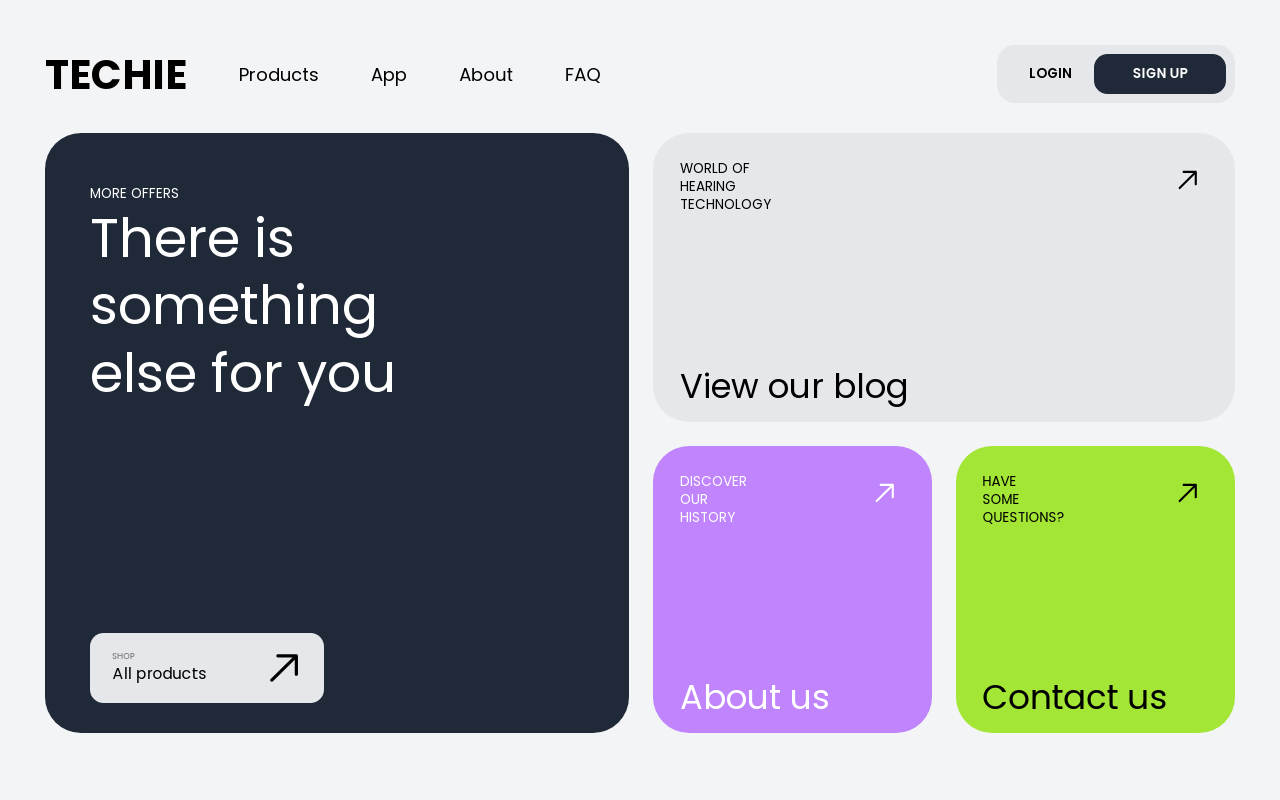 TECHIE
Products
App
About
FAQ
LOGIN
SIGN UP
MORE OFFERS
There is
something
else for you
SHOP
All products
WORLD OF
HEARING
TECHNOLOGY
View our blog
DISCOVER
OUR
HISTORY
About us
HAVE
SOME
QUESTIONS?
Contact us